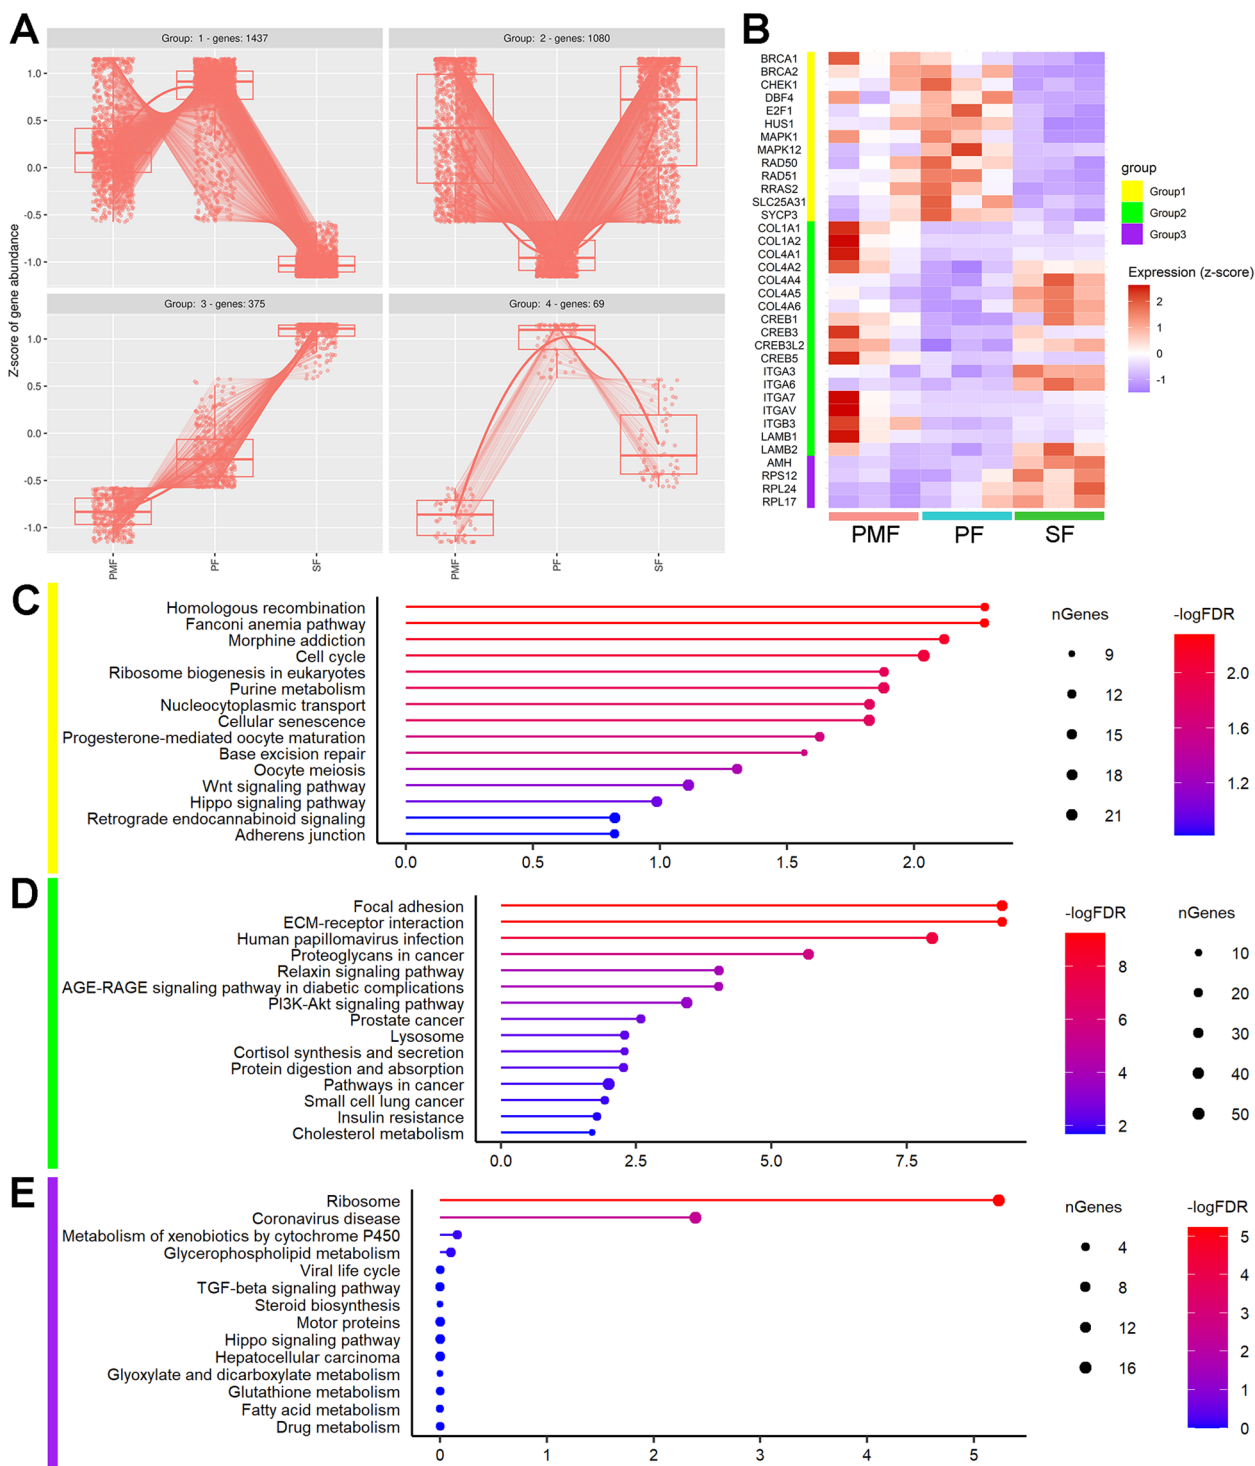 A
Group: 1 - genes: 1437
Group: 2 - genes: 1080
Z-score of gene abundance
1.0
0.5
0.0
-0.5
-1.0
Group: 3 - genes: 375
Group: 4 - genes: 69
1.0
0.5
0.0
-0.5
-1.0
PMF
PF
SF
PMF
PF
SF
B
BRCA1
BRCA2
CHEK1
DBF4
E2F1
HUS1
MAPK1
MAPK12
RAD50
RAD51
RRAS2
SLC25A31
SYCP3
COL1A1
COL1A2
COL4A1
COL4A2
COL4A4
COL4A5
COL4A6
CREB1
CREB3
CREB3L2
CREB5
ITGA3
ITGA6
ITGA7
ITGAV
ITGB3
LAMB1
LAMB2
AMH
RPS12
RPL24
RPL17
PMF
PF
SF
group
Group1
Group2
Group3
Expression (z-score)
2
1
0
-1
C
Homologous recombination
Fanconi anemia pathway
Morphine addiction
Cell cycle
Ribosome biogenesis in eukaryotes
Purine metabolism
Nucleocytoplasmic transport
Cellular senescence
Progesterone-mediated oocyte maturation
Base excision repair
Oocyte meiosis
Wnt signaling pathway
Hippo signaling pathway
Retrograde endocannabinoid signaling
Adherens junction
0.0 0.5 1.0 1.5 2.0
nGenes
9
12
15
18
21
-logFDR
2.0
1.6
1.2
D
Focal adhesion
ECM-receptor interaction
Human papillomavirus infection
Proteoglycans in cancer
Relaxin signaling pathway
AGE-RAGE signaling pathway in diabetic complications
PI3K-Akt signaling pathway
Prostate cancer
Lysosome
Cortisol synthesis and secretion
Protein digestion and absorption
Pathways in cancer
Small cell lung cancer
Insulin resistance
Cholesterol metabolism
0.0 2.5 5.0 7.5
-logFDR
8
6
4
2
nGenes
10
20
30
40
50
E
Ribosome
Coronavirus disease
Metabolism of xenobiotics by cytochrome P450
Glycerophospholipid metabolism
Viral life cycle
TGF-beta signaling pathway
Steroid biosynthesis
Motor proteins
Hippo signaling pathway
Hepatocellular carcinoma
Glyoxylate and dicarboxylate metabolism
Glutathione metabolism
Fatty acid metabolism
Drug metabolism
0 1 2 3 4 5
nGenes
4
8
12
16
-logFDR
5
4
3
2
1
0